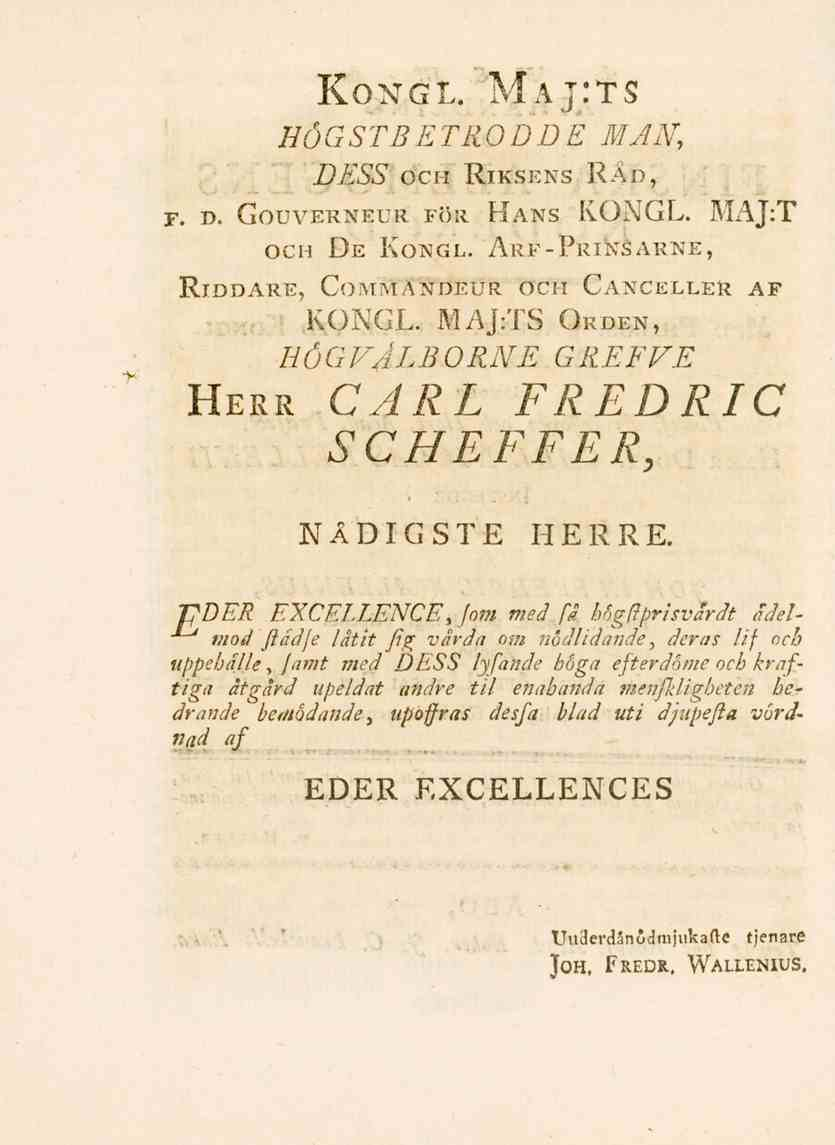 KONGL. MAJ:TS
HÖGSTBETRODDE MAN,
DESS OCH RIKSENS RÅD,
F. D. GOUVERNEUR FÖR HANS KONGL. MAJ:T
OCH DE KONGL. ARF-PRINSARNE,
RIDDARE, COMMANDEUR OCH CANCELLER AF
KONGL. MAJ:TS ORDEN,
HÖGVÄLBORNE GREFVE
HERR CARL FREDRIC
SCHEFFER,
NÅDIGSTE HERRE.
EDER EXCELLENCE, ſom med ſå högſtprisvärdt ädel-
mod ſtädſe låtit ſig vårda om nödlidande, deras lif och
uppehälle, ſamt med DESS lyſande höga efterdöme och kraf-
tiga åtgärd upeldat andre til enahanda menſkligheten he-
drande bemödande, upoffras desſa blad uti djupeſta vörd-
nad af
EDER EXCELLENCES
Underdånödmjukaſte tjenare
JOH. FREDR. WALLENIUS.